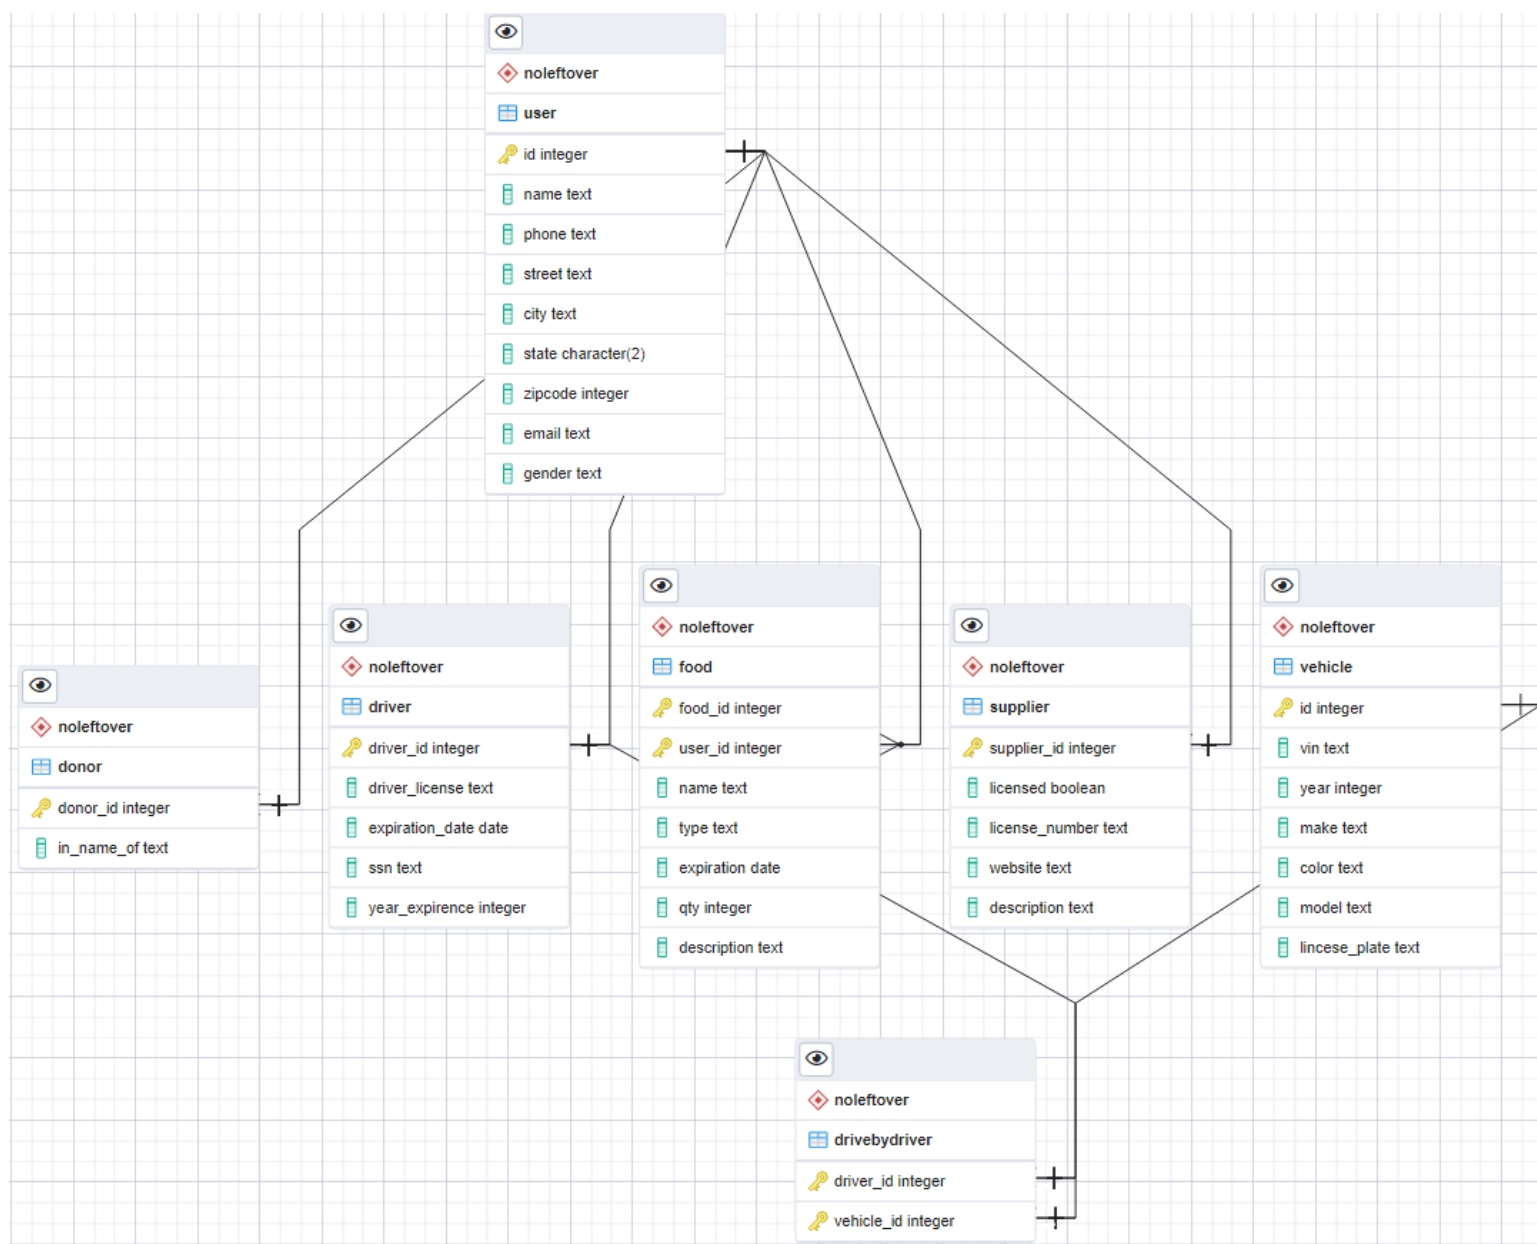 noleftover
user
id integer
name text
phone text
street text
city text
state character(2)
zipcode integer
email text
gender text
noleftover
donor
donor_id integer
in_name_of text
noleftover
driver
driver_id integer
driver_license text
expiration_date date
ssn text
year_expirence integer
noleftover
food
food_id integer
user_id integer
name text
type text
expiration date
qty integer
description text
noleftover
supplier
supplier_id integer
licensed boolean
license_number text
website text
description text
noleftover
vehicle
id integer
vin text
year integer
make text
color text
model text
lincese_plate text
noleftover
drivebydriver
driver_id integer
vehicle_id integer